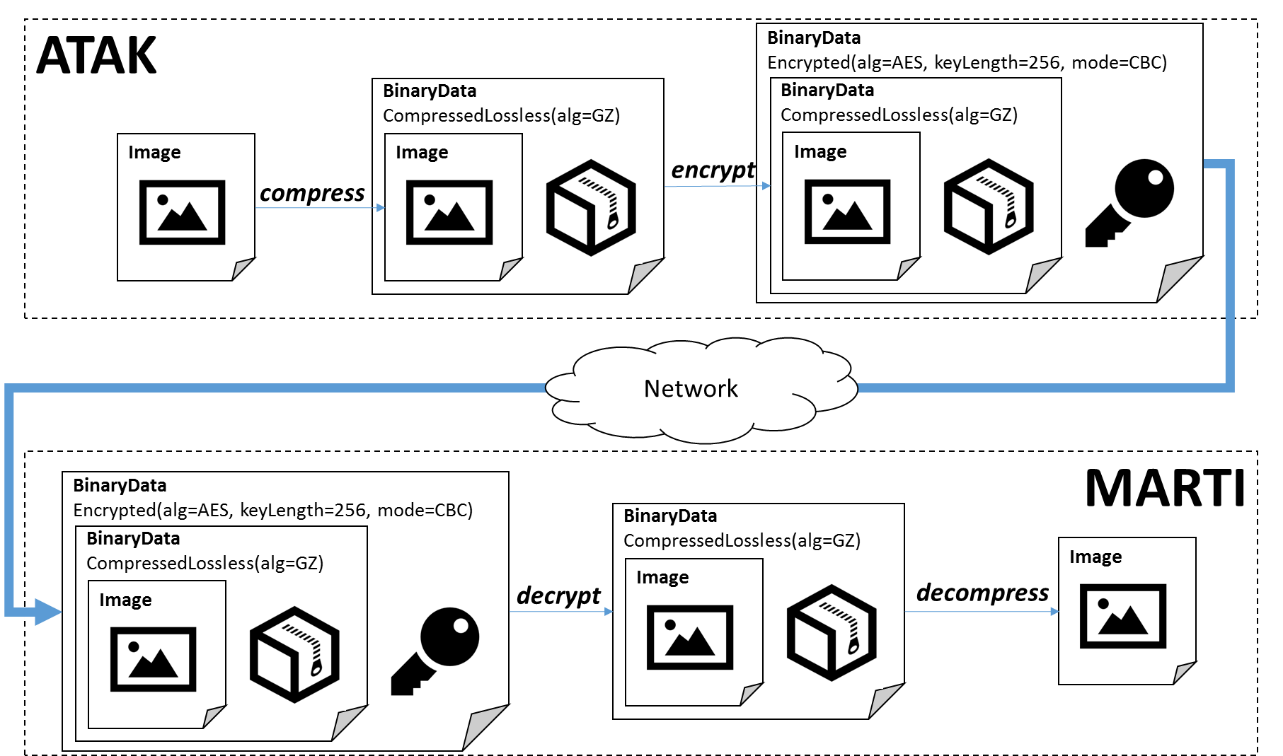 ATAK
Image
compress
BinaryData
CompressedLossless(alg=GZ)
Image
encrypt
BinaryData
Encrypted(alg=AES, keyLength=256, mode=CBC)
BinaryData
CompressedLossless(alg=GZ)
Image
Network
MARTI
BinaryData
Encrypted(alg=AES, keyLength=256, mode=CBC)
BinaryData
CompressedLossless(alg=GZ)
Image
decrypt
BinaryData
CompressedLossless(alg=GZ)
Image
decompress
Image